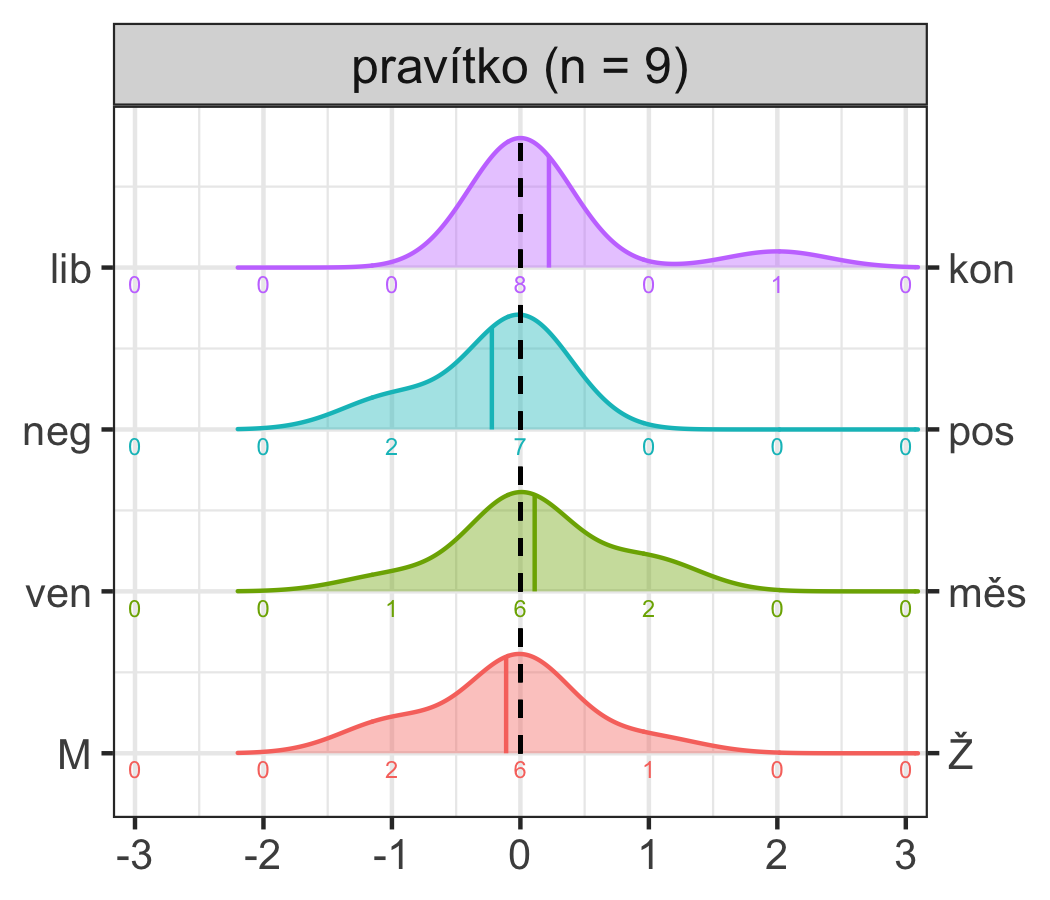 pravítko (n = 9)
lib kon
0 0 0 8 0 1 0
neg pos
0 0 2 7 0 0 0
ven měs
0 0 1 6 2 0 0
M Ž
0 0 2 6 1 0 0
-3 -2 -1 0 1 2 3